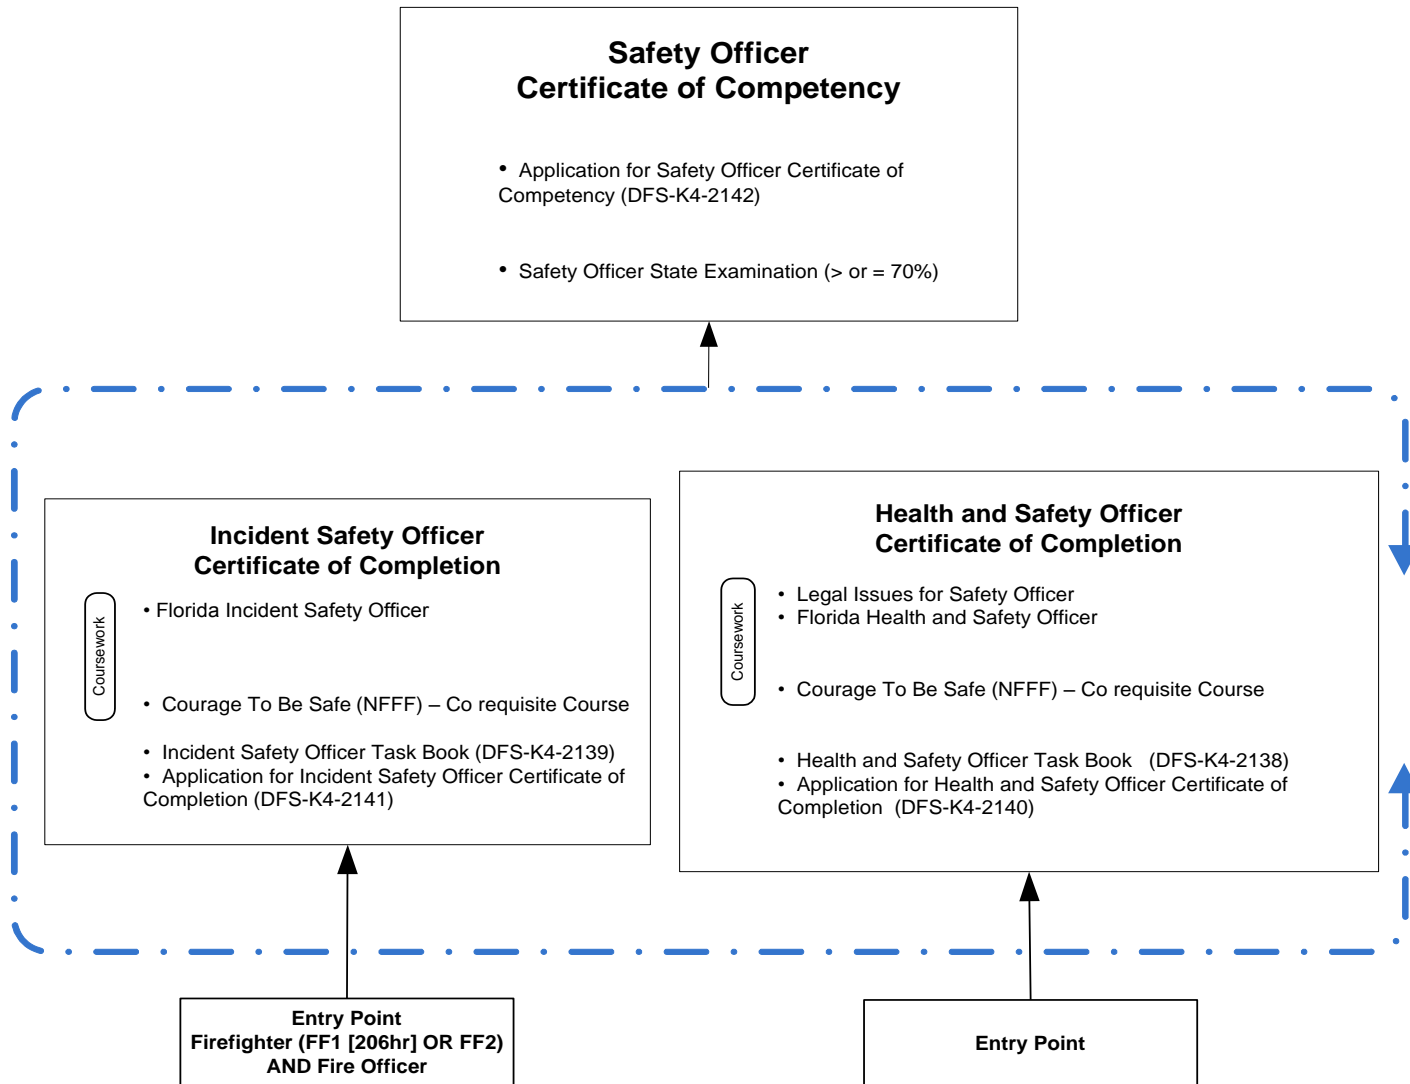 Safety Officer
Certificate of Competency
• Application for Safety Officer Certificate of
Competency (DFS-K4-2142)
• Safety Officer State Examination (> or = 70%)
Incident Safety Officer
Certificate of Completion
Coursework
• Florida Incident Safety Officer
• Courage To Be Safe (NFFF) – Co requisite Course
• Incident Safety Officer Task Book (DFS-K4-2139)
• Application for Incident Safety Officer Certificate of
Completion (DFS-K4-2141)
Health and Safety Officer
Certificate of Completion
Coursework
• Legal Issues for Safety Officer
• Florida Health and Safety Officer
• Courage To Be Safe (NFFF) – Co requisite Course
• Health and Safety Officer Task Book (DFS-K4-2138)
• Application for Health and Safety Officer Certificate of
Completion (DFS-K4-2140)
Entry Point
Firefighter (FF1 [206hr] OR FF2)
AND Fire Officer
Entry Point